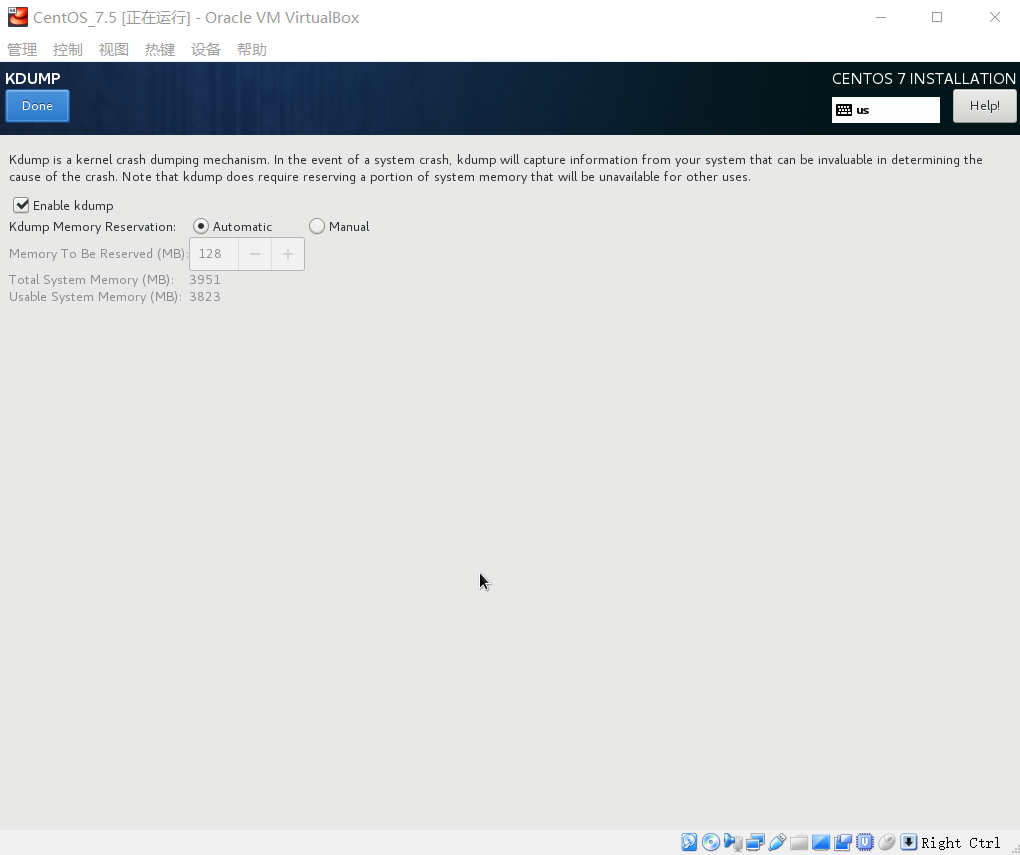 CentOS_7.5 [正在运行] - Oracle VM VirtualBox
管理 控制 视图 热键 设备 帮助
KDUMP
CENTOS 7 INSTALLATION
Done
us
Help!
Kdump is a kernel crash dumping mechanism. In the event of a system crash, kdump will capture information from your system that can be invaluable in determining the
cause of the crash. Note that kdump does require reserving a portion of system memory that will be unavailable for other uses.
Enable kdump
Kdump Memory Reservation: Automatic Manual
Memory To Be Reserved (MB): 128 − +
Total System Memory (MB): 3951
Usable System Memory (MB): 3823
Right Ctrl